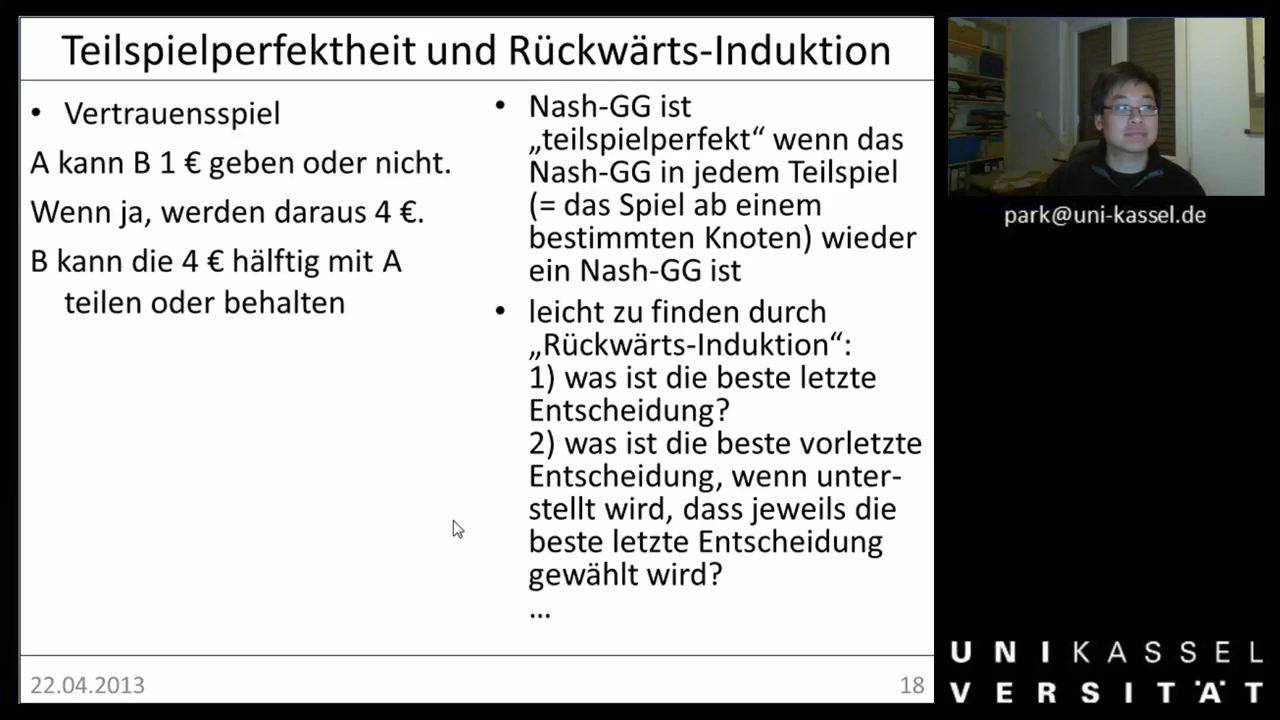 Teilspielperfektheit und Rückwärts-Induktion
• Vertrauensspiel
A kann B 1 € geben oder nicht.
Wenn ja, werden daraus 4 €.
B kann die 4 € hälftig mit A
teilen oder behalten
• Nash-GG ist
„teilspielperfekt“ wenn das
Nash-GG in jedem Teilspiel
(= das Spiel ab einem
bestimmten Knoten) wieder
ein Nash-GG ist
• leicht zu finden durch
„Rückwärts-Induktion“:
1) was ist die beste letzte
Entscheidung?
2) was ist die beste vorletzte
Entscheidung, wenn unter-
stellt wird, dass jeweils die
beste letzte Entscheidung
gewählt wird?
...
22.04.2013
18
park@uni-kassel.de
UNIKASSEL
VERSITÄT